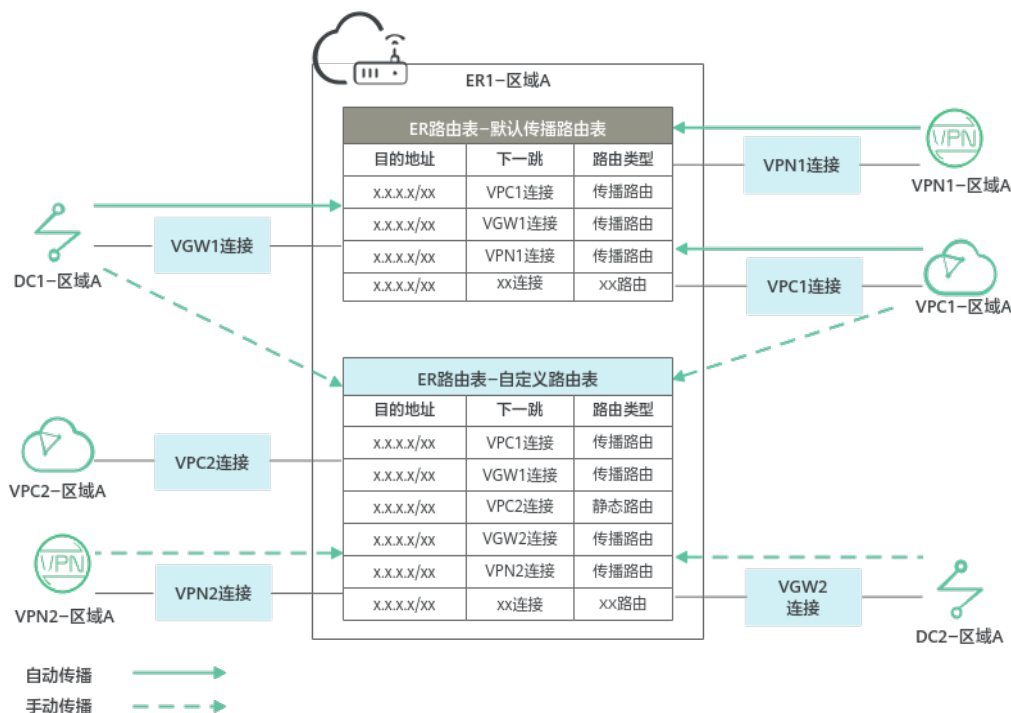 ER1-区域A
ER路由表-默认传播路由表
目的地址 下一跳 路由类型
x.x.x.x/xx VPC1连接 传播路由
x.x.x.x/xx VGW1连接 传播路由
x.x.x.x/xx VPN1连接 传播路由
x.x.x.x/xx xx连接 xx路由
VPN
VPN1连接
VPN1-区域A
VGW1连接
DC1-区域A
VPC1连接
VPC1-区域A
ER路由表-自定义路由表
目的地址 下一跳 路由类型
x.x.x.x/xx VPC1连接 传播路由
x.x.x.x/xx VGW1连接 传播路由
x.x.x.x/xx VPC2连接 静态路由
x.x.x.x/xx VGW2连接 传播路由
x.x.x.x/xx VPN2连接 传播路由
x.x.x.x/xx xx连接 xx路由
VPC2连接
VPC2-区域A
VPN
VPN2连接
VPN2-区域A
VGW2
连接
DC2-区域A
自动传播
手动传播